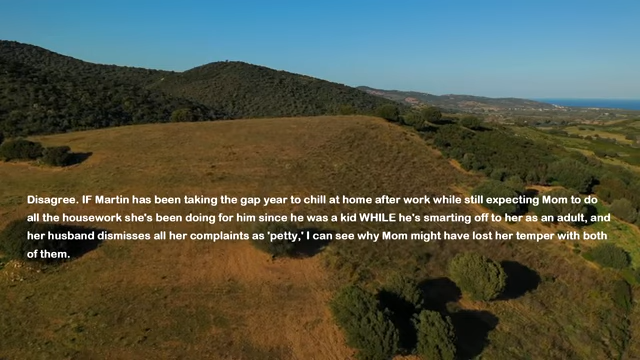 Disagree. IF Martin has been taking the gap year to chill at home after work while still expecting Mom to do
all the housework she's been doing for him since he was a kid WHILE he's smarting off to her as an adult, and
her husband dismisses all her complaints as 'petty,' I can see why Mom might have lost her temper with both
of them.